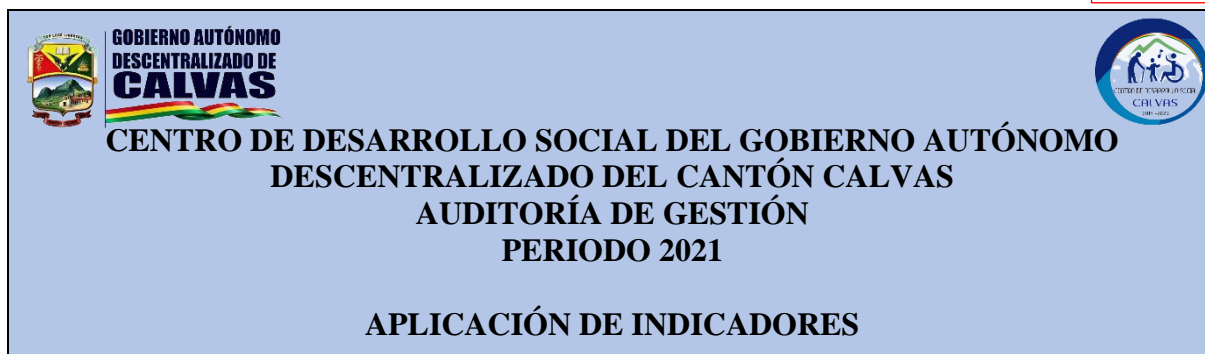 GOBIERNO AUTÓNOMO
DESCENTRALIZADO DE
CALVAS
CALVAS
CENTRO DE DESARROLLO SOCIAL DEL GOBIERNO AUTÓNOMO
DESCENTRALIZADO DEL CANTÓN CALVAS
AUDITORÍA DE GESTIÓN
PERIODO 2021
APLICACIÓN DE INDICADORES